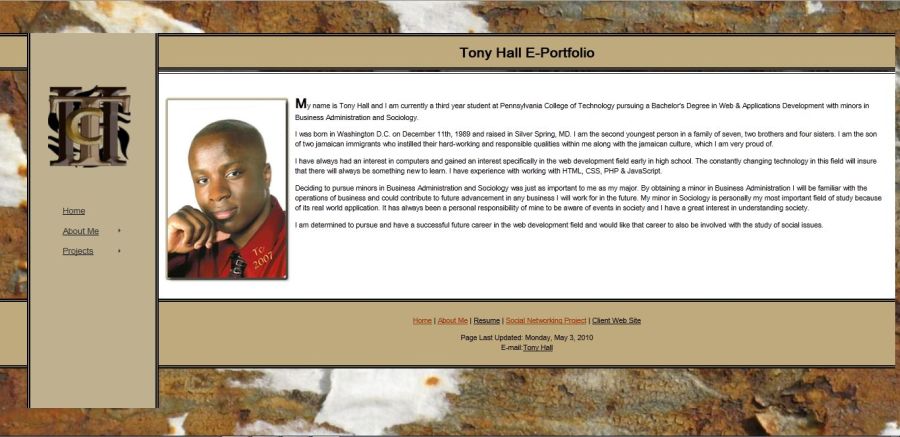 Tony Hall E-Portfolio
My name is Tony Hall and I am currently a third year student at Pennsylvania College of Technology pursuing a Bachelor's Degree in Web & Applications Development with minors in
Business Administration and Sociology.
I was born in Washington D.C. on December 11th, 1989 and raised in Silver Spring, MD. I am the second youngest person in a family of seven, two brothers and four sisters. I am the son
of two jamaican immigrants who instilled their hard-working and responsible qualities within me along with the jamaican culture, which I am very proud of.
I have always had an interest in computers and gained an interest specifically in the web development field early in high school. The constantly changing technology in this field will insure
that there will always be something new to learn. I have experience with working with HTML, CSS, PHP & JavaScript.
Deciding to pursue minors in Business Administration and Sociology was just as important to me as my major. By obtaining a minor in Business Administration I will be familiar with the
operations of business and could contribute to future advancement in any business I will work for in the future. My minor in Sociology is personally my most important field of study because
of its real world application. It has always been a personal responsibility of mine to be aware of events in society and I have a great interest in understanding society.
I am determined to pursue and have a successful future career in the web development field and would like that career to also be involved with the study of social issues.
Home
About Me
Projects
2007
Home | About Me | Resume | Social Networking Project | Client Web Site
Page Last Updated: Monday, May 3, 2010
E-mail:Tony Hall